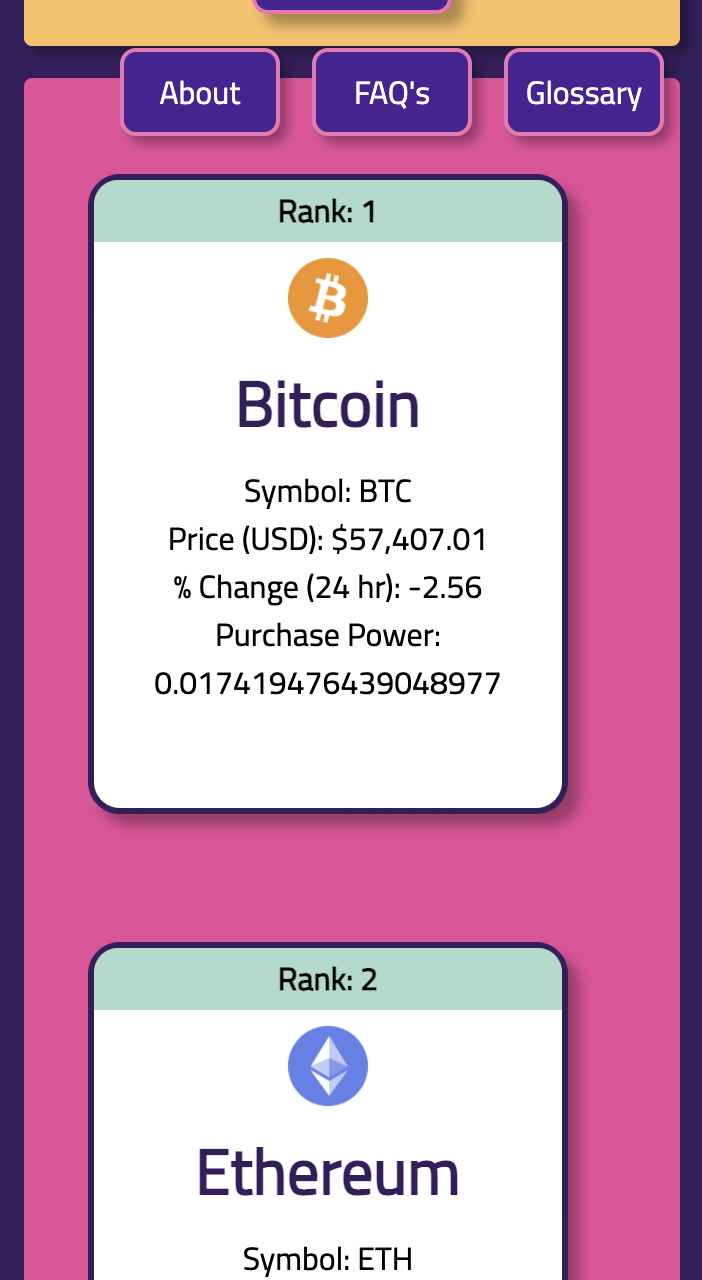 About
FAQ's
Glossary
Rank: 1
Bitcoin
Symbol: BTC
Price (USD): $57,407.01
% Change (24 hr): -2.56
Purchase Power:
0.017419476439048977
Rank: 2
Ethereum
Symbol: ETH